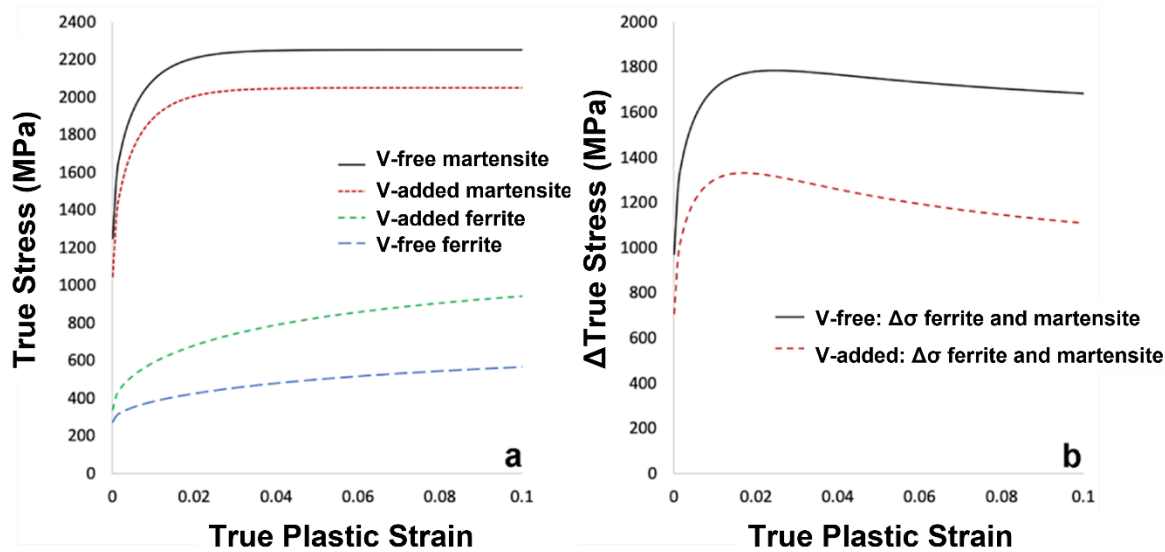 True Stress (MPa)
2400
2200
2000
1800
1600
1400
1200
1000
800
600
400
200
0
V-free martensite
V-added martensite
V-added ferrite
V-free ferrite
a
0 0.02 0.04 0.06 0.08 0.1
True Plastic Strain
ΔTrue Stress (MPa)
2000
1800
1600
1400
1200
1000
800
600
400
200
0
V-free: Δσ ferrite and martensite
V-added: Δσ ferrite and martensite
b
0 0.02 0.04 0.06 0.08 0.1
True Plastic Strain